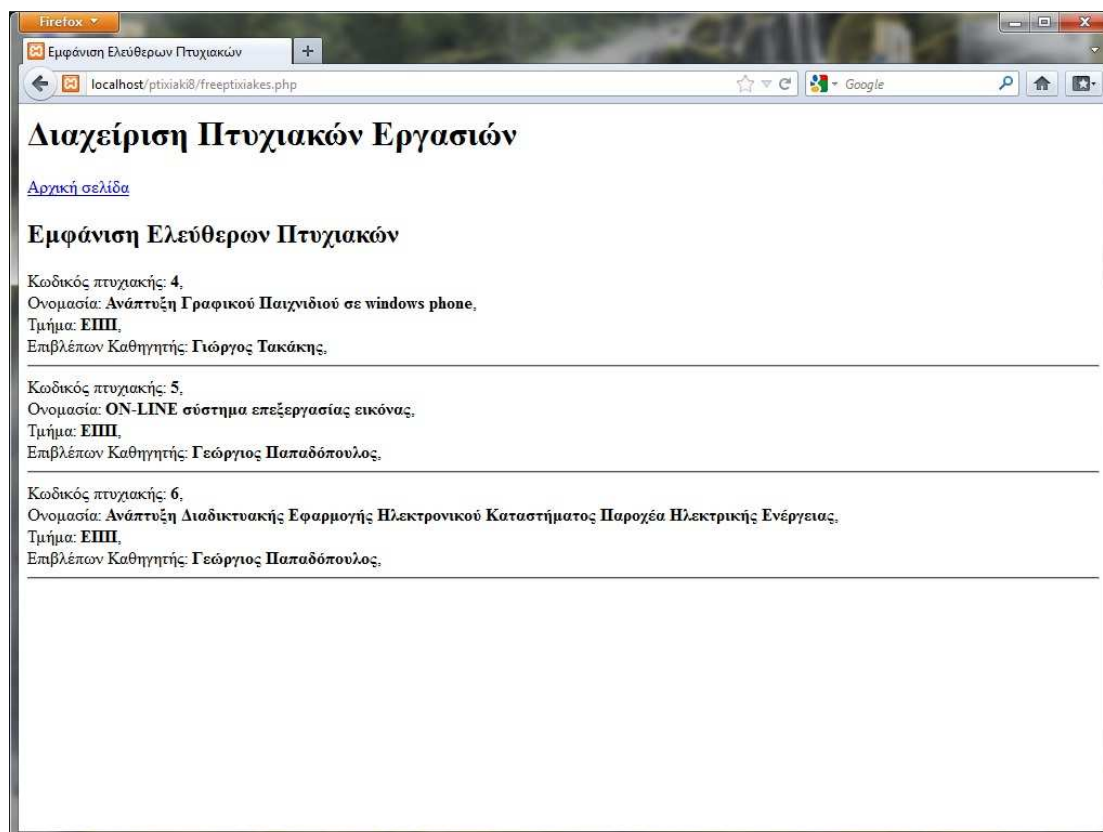 Firefox
Εμφάνιση Ελεύθερων Πτυχιακών
localhost/ptixiaki8/freeptixiakes.php
Google
Διαχείριση Πτυχιακών Εργασιών
Αρχική σελίδα
Εμφάνιση Ελεύθερων Πτυχιακών
Κωδικός πτυχιακής: 4,
Ονομασία: Ανάπτυξη Γραφικού Παιχνιδιού σε windows phone,
Τμήμα: ΕΠΠ,
Επιβλέπων Καθηγητής: Γιώργος Τακάκης,
Κωδικός πτυχιακής: 5,
Ονομασία: ON-LINE σύστημα επεξεργασίας εικόνας,
Τμήμα: ΕΠΠ,
Επιβλέπων Καθηγητής: Γεώργιος Παπαδόπουλος,
Κωδικός πτυχιακής: 6,
Ονομασία: Ανάπτυξη Διαδικτυακής Εφαρμογής Ηλεκτρονικού Καταστήματος Παροχέα Ηλεκτρικής Ενέργειας,
Τμήμα: ΕΠΠ,
Επιβλέπων Καθηγητής: Γεώργιος Παπαδόπουλος,